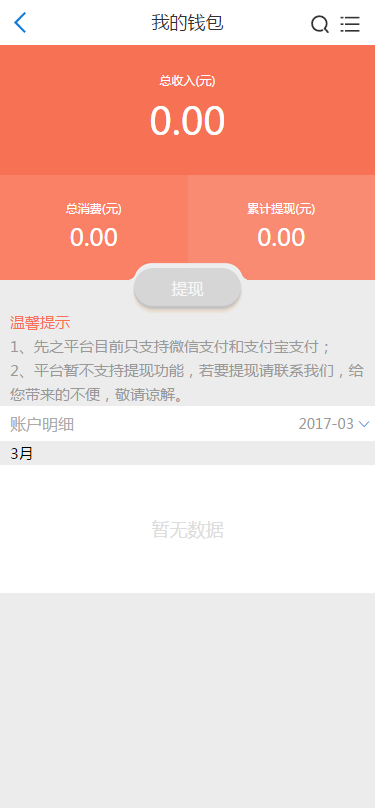 我的钱包
总收入(元)
0.00
总消费(元)
累计提现(元)
0.00
0.00
提现
温馨提示
1、先之平台目前只支持微信支付和支付宝支付；
2、平台暂不支持提现功能，若要提现请联系我们，给
您带来的不便，敬请谅解。
账户明细
2017-03
3月
暂无数据